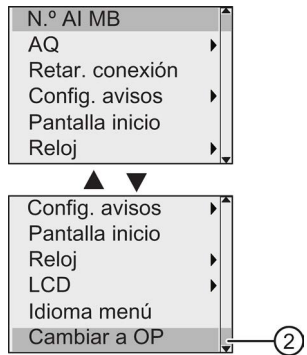 N.º AI MB
AQ
Retar. conexión
Config. avisos
Pantalla inicio
Reloj
Config. avisos
Pantalla inicio
Reloj
LCD
Idioma menú
Cambiar a OP
2